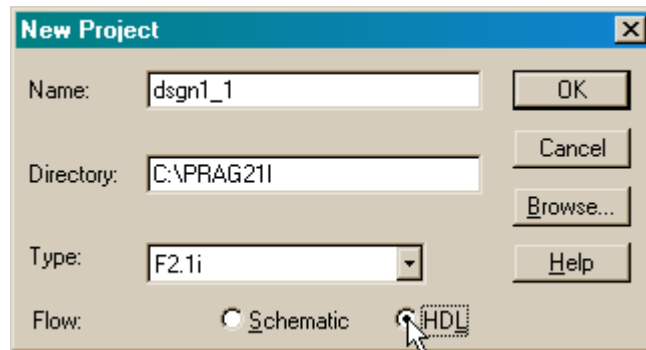 New Project
Name: dsgn1_1 OK
Cancel
Directory: C:\PRAG21I
Browse...
Type: F2.1i Help
Flow: Schematic HDL